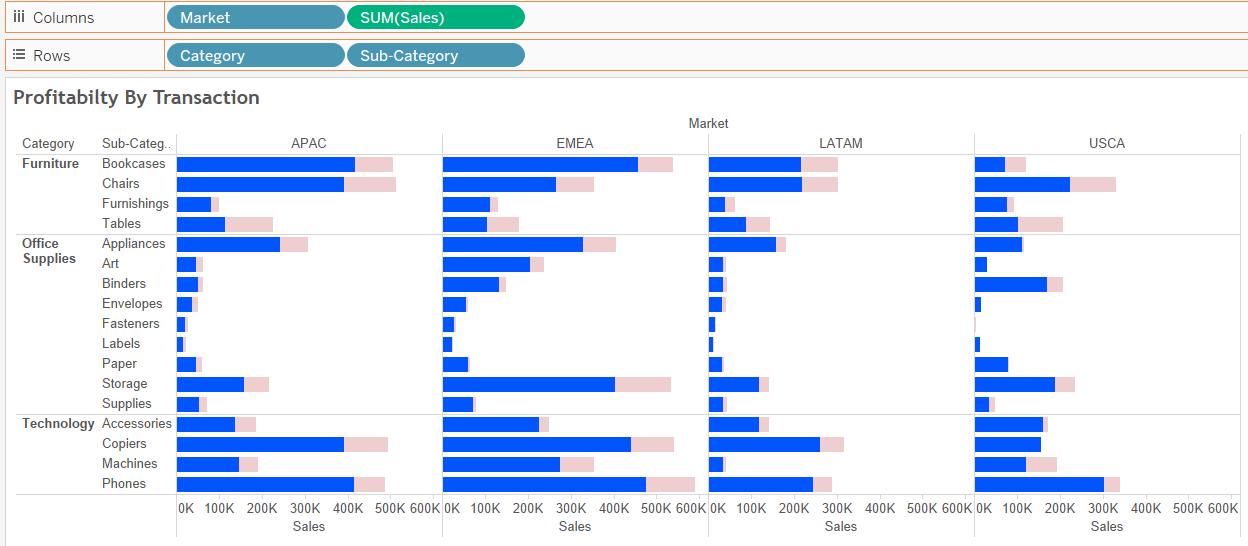 Columns Market SUM(Sales)
Rows Category Sub-Category
Profitabilty By Transaction
Market
Category Sub-Categ.. APAC EMEA LATAM USCA
Furniture Bookcases
Chairs
Furnishings
Tables
Office Supplies Appliances
Art
Binders
Envelopes
Fasteners
Labels
Paper
Storage
Supplies
Technology Accessories
Copiers
Machines
Phones
0K 100K 200K 300K 400K 500K 600K 0K 100K 200K 300K 400K 500K 600K 0K 100K 200K 300K 400K 500K 600K 0K 100K 200K 300K 400K 500K 600K
Sales Sales Sales Sales